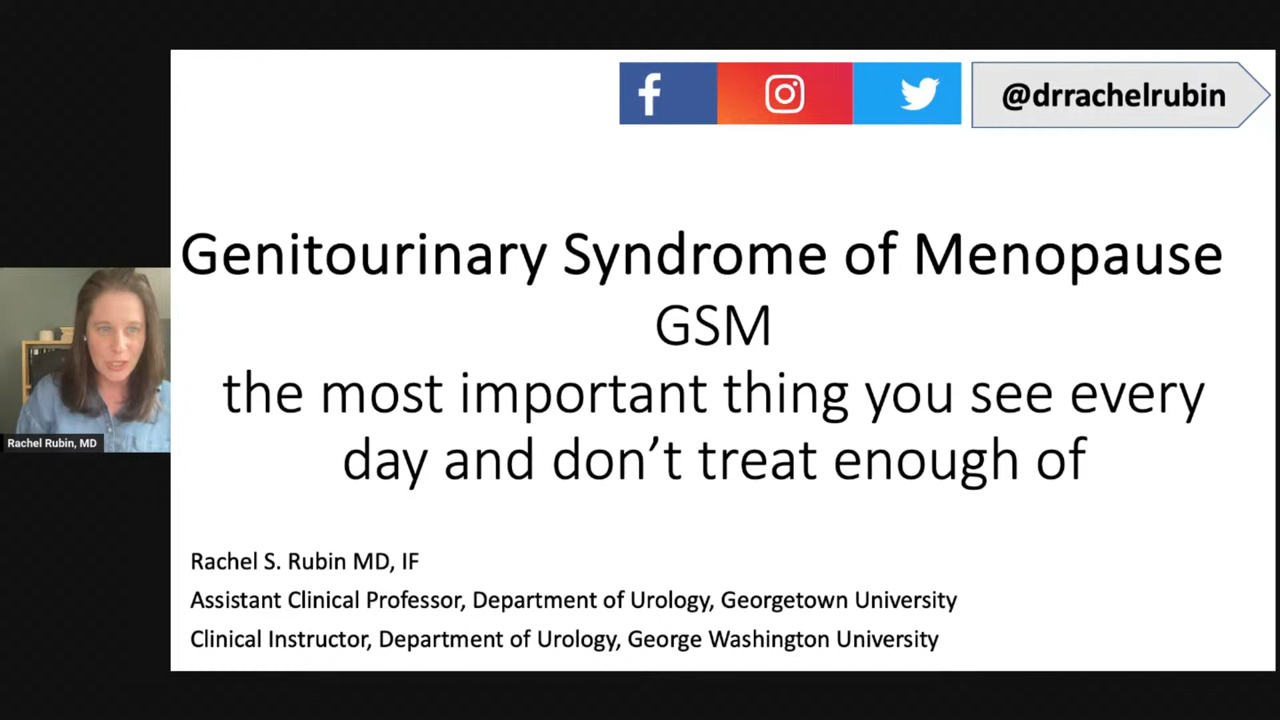 @drrachelrubin
Genitourinary Syndrome of Menopause
GSM
the most important thing you see every
day and don’t treat enough of
Rachel Rubin, MD
Rachel S. Rubin MD, IF
Assistant Clinical Professor, Department of Urology, Georgetown University
Clinical Instructor, Department of Urology, George Washington University